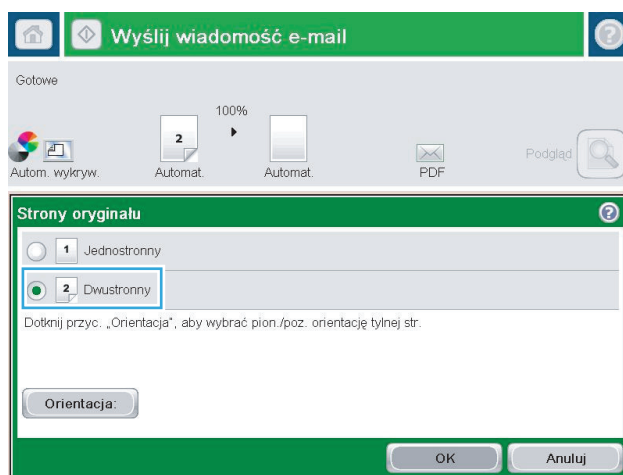 Wyślij wiadomość e-mail
Gotowe
100%
2
Autom. wykryw.
Automat.
Automat.
PDF
Podgląd
Strony oryginału
1 Jednostronny
2 Dwustronny
Dotknij przyc. „Orientacja”, aby wybrać pion./poz. orientację tylnej str.
Orientacja:
OK
Anuluj